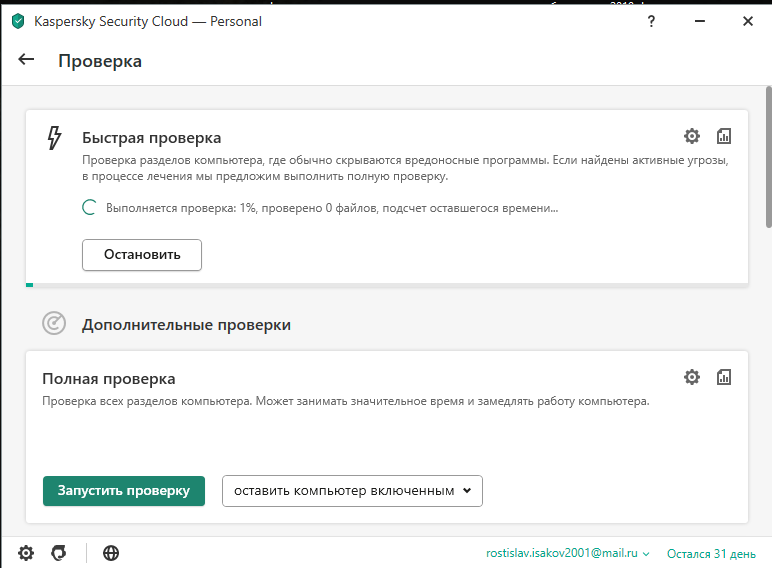 Kaspersky Security Cloud — Personal
?
Проверка
Быстрая проверка
Проверка разделов компьютера, где обычно скрываются вредоносные программы. Если найдены активные угрозы,
в процессе лечения мы предложим выполнить полную проверку.
Выполняется проверка: 1%, проверено 0 файлов, подсчет оставшегося времени...
Остановить
Дополнительные проверки
Полная проверка
Проверка всех разделов компьютера. Может занимать значительное время и замедлять работу компьютера.
Запустить проверку
оставить компьютер включенным
rostislav.isakov2001@mail.ru
Остался 31 день